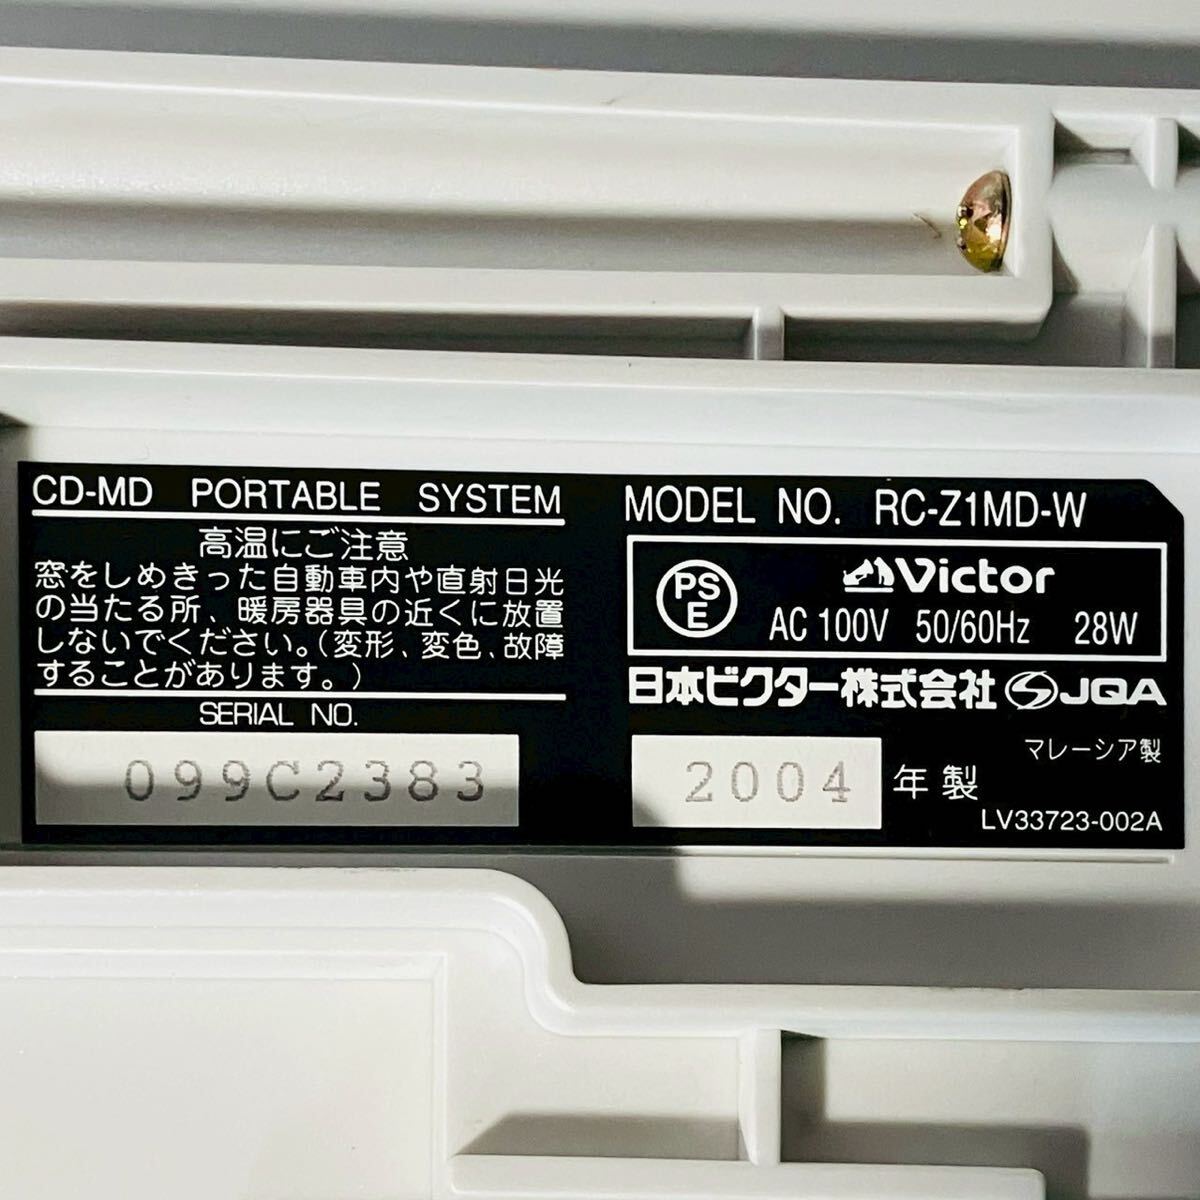 CD-MD PORTABLE SYSTEM
高温にご注意
窓をしめきった自動車内や直射日光
の当たる所、暖房器具の近くに放置
しないでください。(変形、変色、故障
することがあります。)
SERIAL NO.
099C2383
MODEL NO. RC-Z1MD-W
PS
E
Victor
AC 100V 50/60Hz 28W
日本ビクター株式会社 JQA
マレーシア製
2004 年製
LV33723-002A